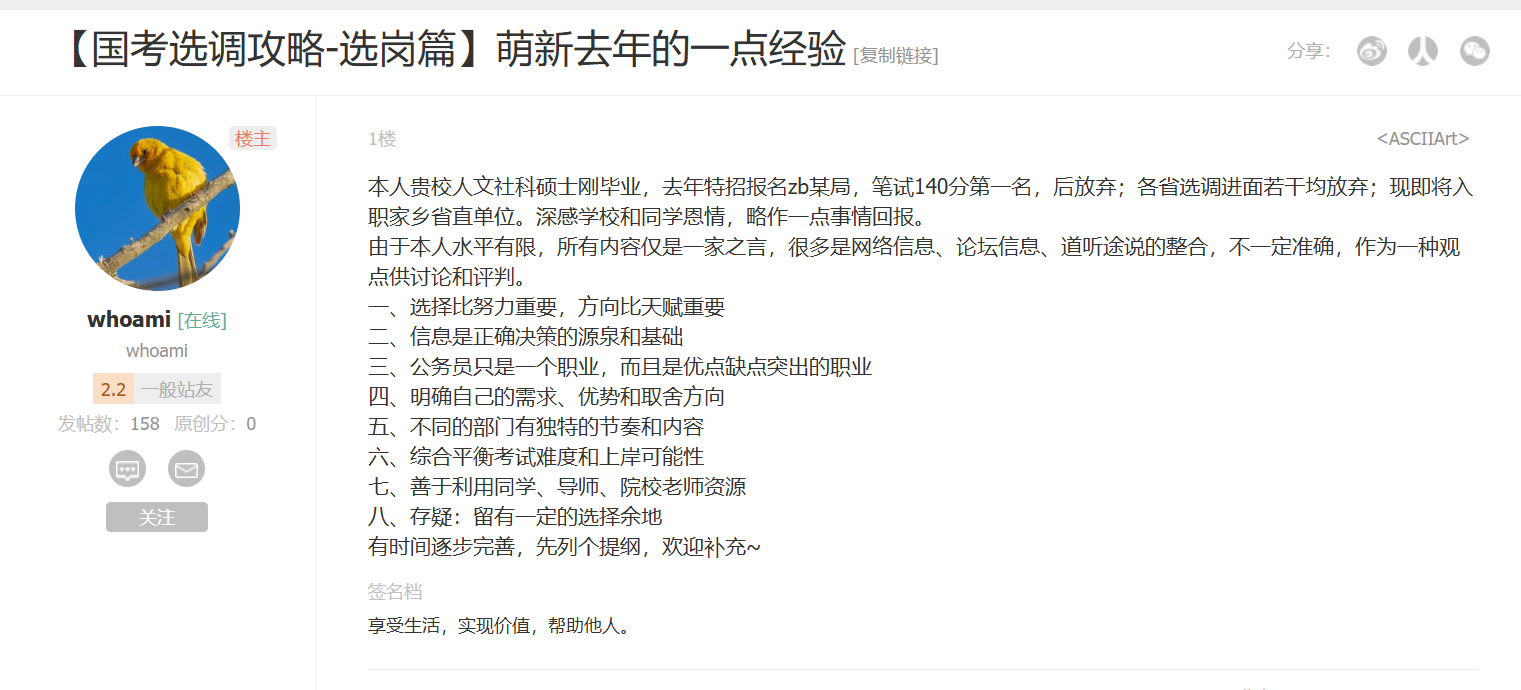 【国考选调攻略-选岗篇】萌新去年的一点经验 [复制链接]
分享：
楼主
1楼
<ASCIIArt>
本人贵校人文社科硕士刚毕业，去年特招报名zb某局，笔试140分第一名，后放弃；各省选调进面若干均放弃；现即将入
职家乡省直单位。深感学校和同学恩情，略作一点事情回报。
由于本人水平有限，所有内容仅是一家之言，很多是网络信息、论坛信息、道听途说的整合，不一定准确，作为一种观
点供讨论和评判。
一、选择比努力重要，方向比天赋重要
二、信息是正确决策的源泉和基础
三、公务员只是一个职业，而且是优点缺点突出的职业
四、明确自己的需求、优势和取舍方向
五、不同的部门有独特的节奏和内容
六、综合平衡考试难度和上岸可能性
七、善于利用同学、导师、院校老师资源
八、存疑：留有一定的选择余地
有时间逐步完善，先列个提纲，欢迎补充~
签名档
享受生活，实现价值，帮助他人。
whoami [在线]
whoami
2.2 一般站友
发帖数：158 原创分：0
关注